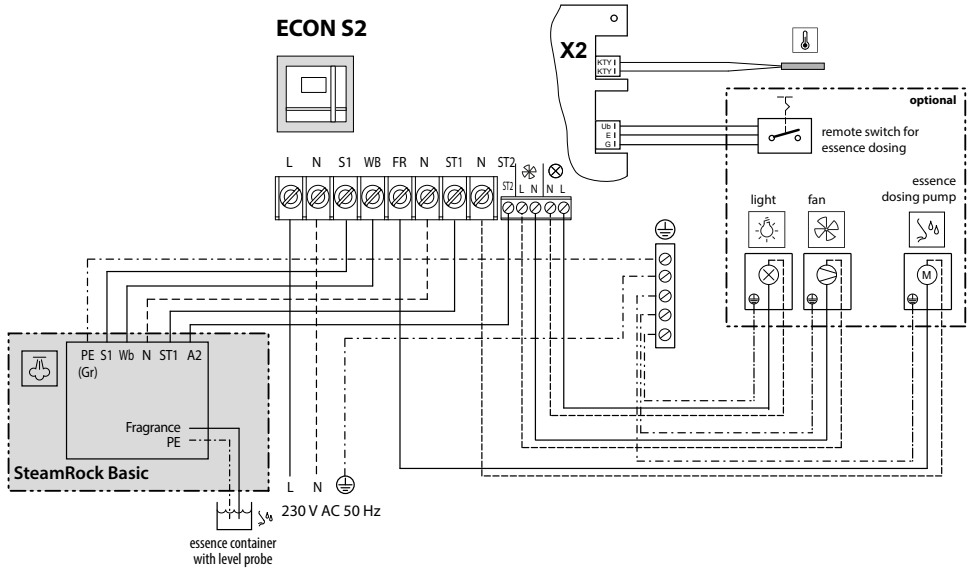 ECON S2
X2
KTY
KTY
Ub
E
G
optional
remote switch for
essence dosing
essence
dosing pump
light
fan
M
L N S1 WB FR N ST1 N ST2
ST2 L N N L
PE S1 Wb N ST1 A2
(Gr)
Fragrance
PE
SteamRock Basic
L N
230 V AC 50 Hz
essence container
with level probe